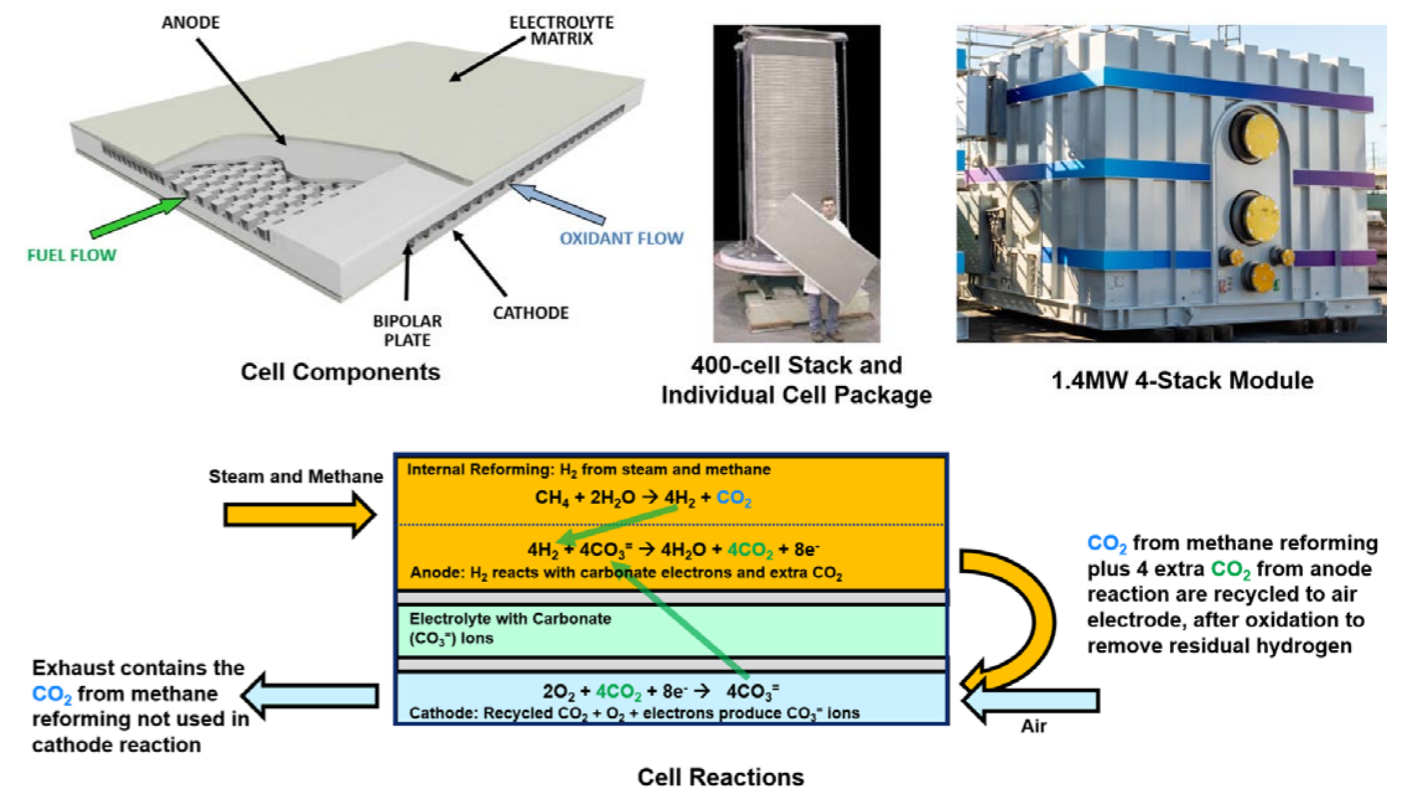 ANODE
ELECTROLYTE
MATRIX
FUEL FLOW
OXIDANT FLOW
BIPOLAR
PLATE
CATHODE
Cell Components
400-cell Stack and
Individual Cell Package
1.4MW 4-Stack Module
Steam and Methane
Internal Reforming: H₂ from steam and methane
CH₄ + 2H₂O → 4H₂ + CO₂
4H₂ + 4CO₃⁼ → 4H₂O + 4CO₂ + 8e⁻
Anode: H₂ reacts with carbonate electrons and extra CO₂
Electrolyte with Carbonate
(CO₃⁼) Ions
2O₂ + 4CO₂ + 8e⁻ → 4CO₃⁼
Cathode: Recycled CO₂ + O₂ + electrons produce CO₃⁼ ions
CO₂ from methane reforming
plus 4 extra CO₂ from anode
reaction are recycled to air
electrode, after oxidation to
remove residual hydrogen
Air
Exhaust contains the
CO₂ from methane
reforming not used in
cathode reaction
Cell Reactions